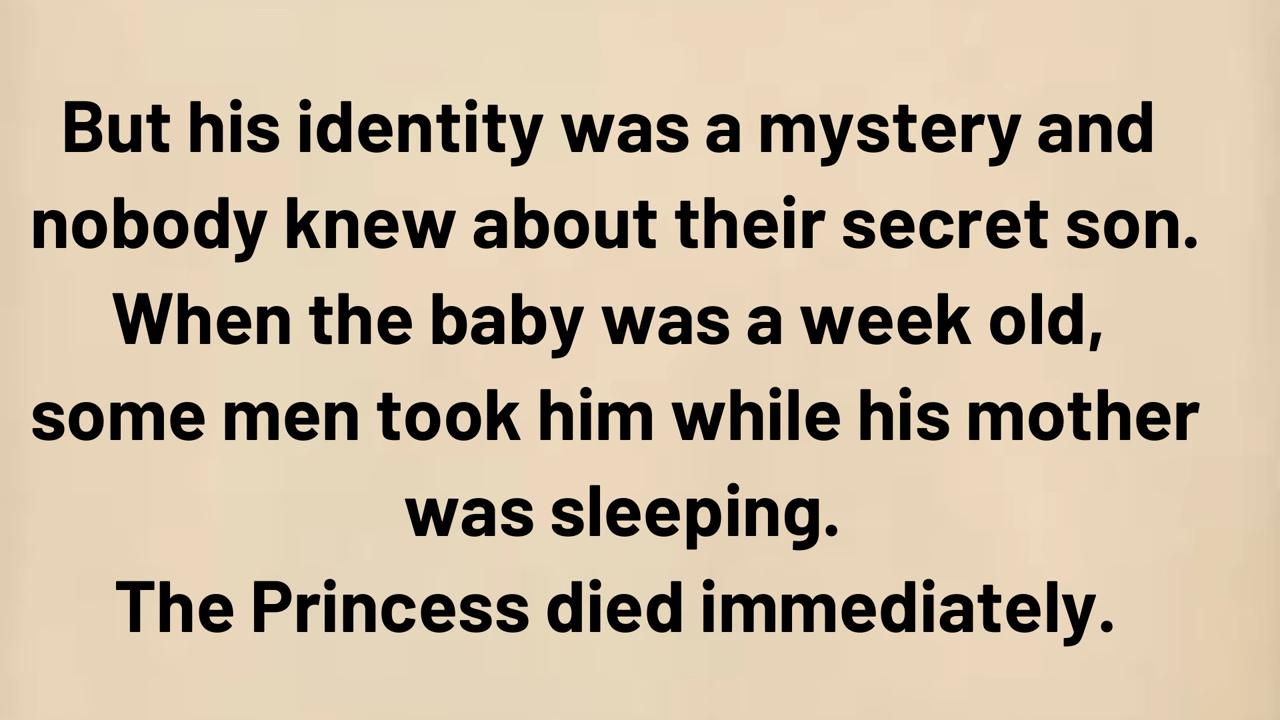 But his identity was a mystery and
nobody knew about their secret son.
When the baby was a week old,
some men took him while his mother
was sleeping.
The Princess died immediately.